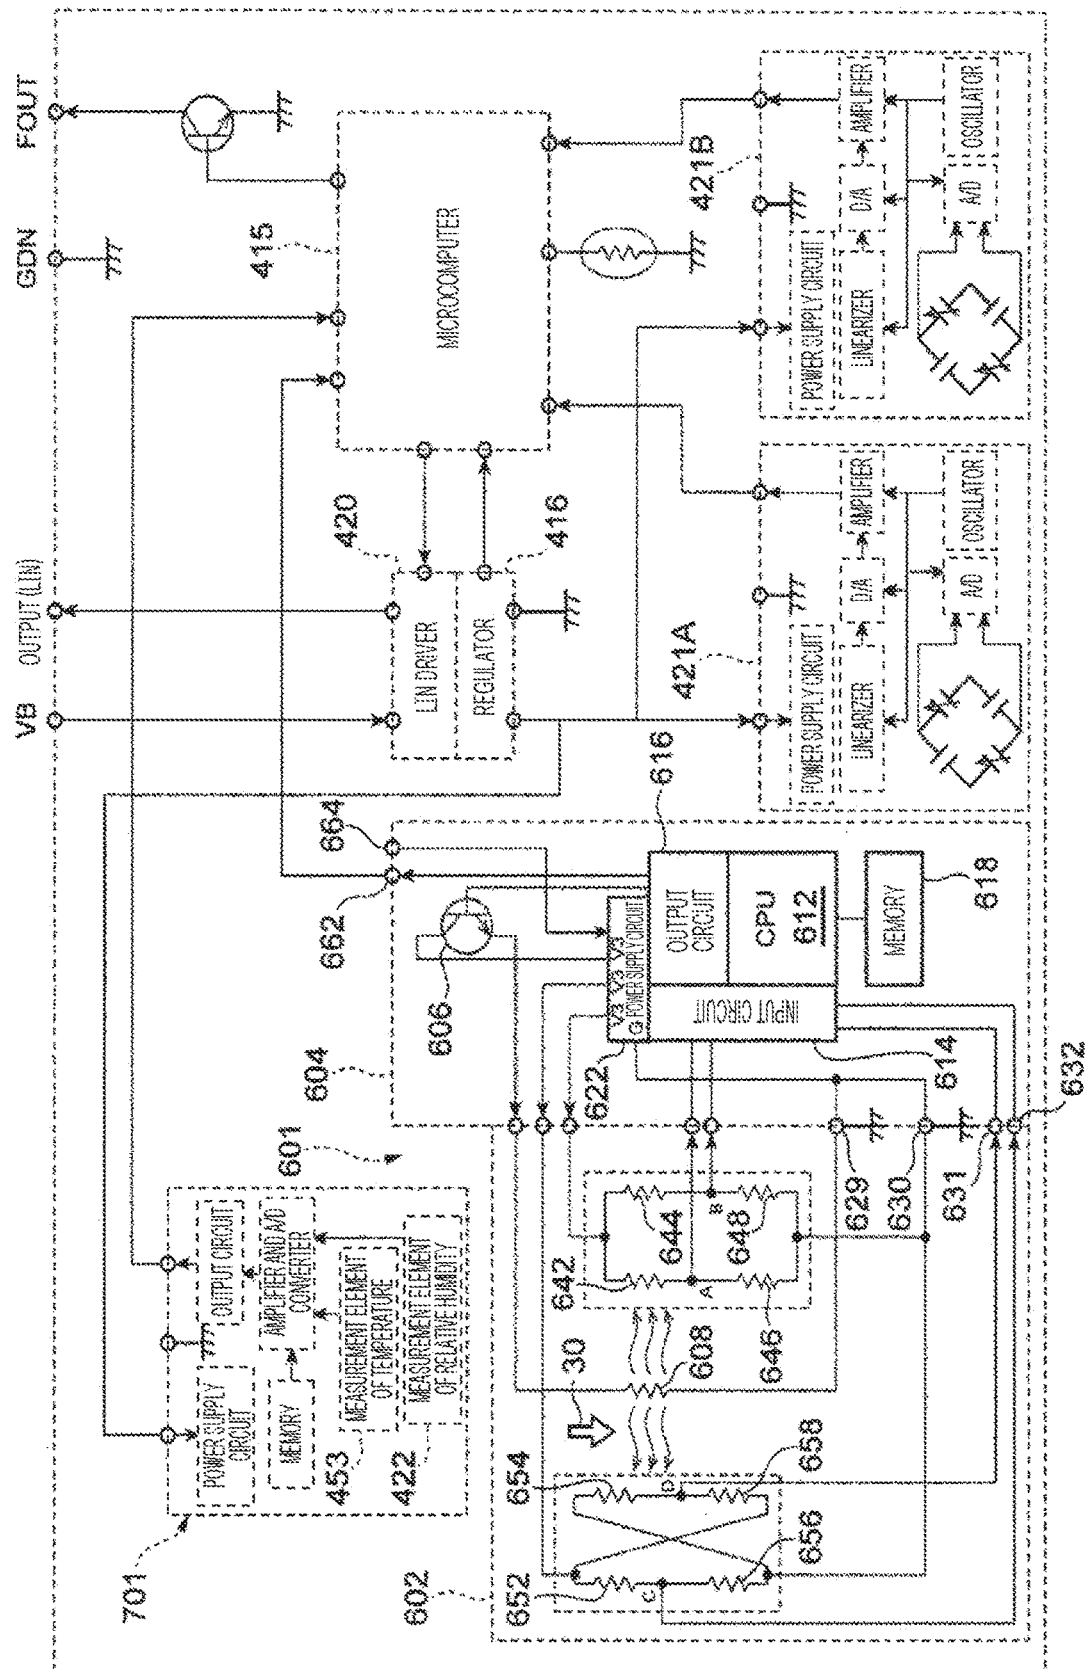 VB
OUTPUT (LIN)
GDN
FOUT
701
POWER SUPPLY
CIRCUIT
OUTPUT CIRCUIT
MEMORY
AMPLIFIER AND A/D
CONVERTER
453
MEASUREMENT ELEMENT
OF TEMPERATURE
422
MEASUREMENT ELEMENT
OF RELATIVE HUMIDITY
601
602
604
606
662
664
420
LIN DRIVER
REGULATOR
416
415
MICROCOMPUTER
622
G
V3
V3
V3
POWER SUPPLY CIRCUIT
616
OUTPUT
CIRCUIT
CPU
612
INPUT CIRCUIT
614
MEMORY
618
652
654
656
658
C
D
30
608
642
644
646
648
A
B
629
630
631
632
421A
POWER SUPPLY CIRCUIT
LINEARIZER
D/A
AMPLIFIER
A/D
OSCILLATOR
421B
POWER SUPPLY CIRCUIT
LINEARIZER
D/A
AMPLIFIER
A/D
OSCILLATOR